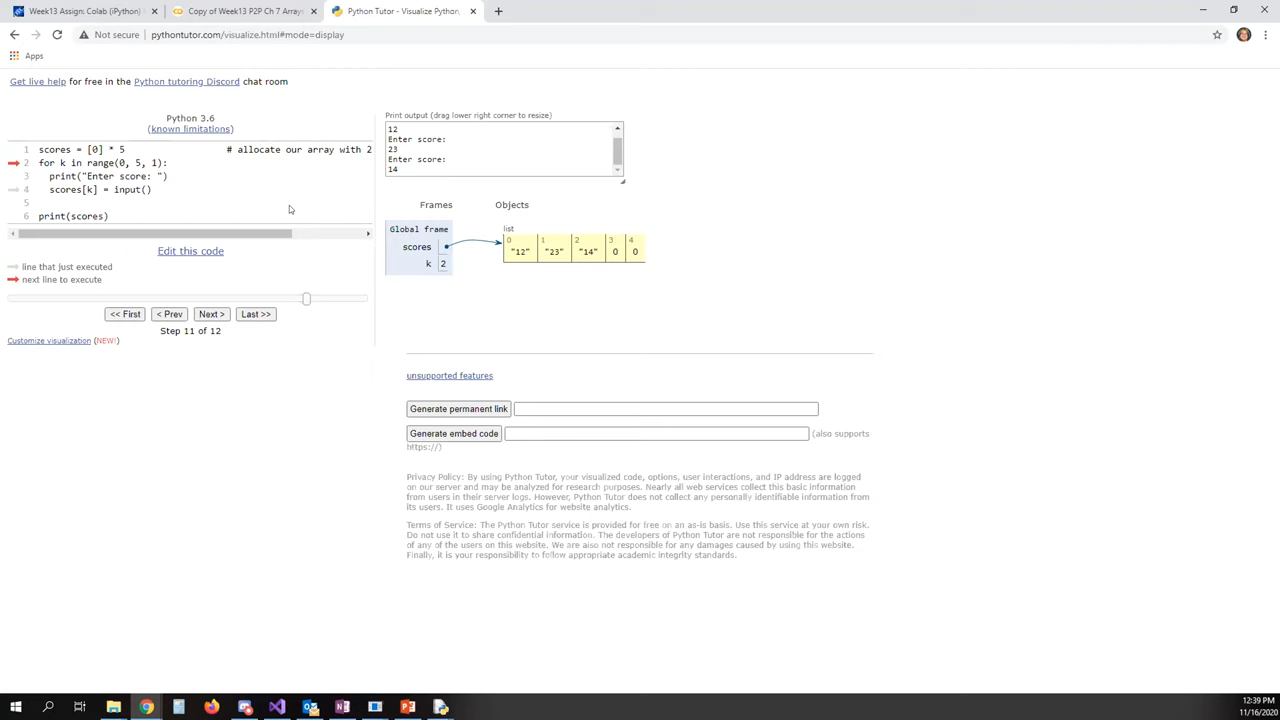 Week13 Assign: Colab (iPython)
Copy of Week13 P2P Ch 7 Arrays
Python Tutor - Visualize Python,
Not secure
pythontutor.com/visualize.html#mode=display
Apps
Get live help for free in the Python tutoring Discord chat room
Python 3.6
(known limitations)
1 scores = [0] * 5 # allocate our array with 2
2 for k in range(0, 5, 1):
3 print("Enter score: ")
4 scores[k] = input()
5
6 print(scores)
Edit this code
line that just executed
next line to execute
<< First
< Prev
Next >
Last >>
Step 11 of 12
Customize visualization (NEW!)
Print output (drag lower right corner to resize)
12
Enter score:
23
Enter score:
14
Frames
Objects
Global frame
scores
k 2
list
0 1 2 3 4
"12" "23" "14" 0 0
unsupported features
Generate permanent link
Generate embed code
(also supports
https://)
Privacy Policy: By using Python Tutor, your visualized code, options, user interactions, and IP address are logged
on our server and may be analyzed for research purposes. Nearly all web services collect this basic information
from users in their server logs. However, Python Tutor does not collect any personally identifiable information from
its users. It uses Google Analytics for website analytics.
Terms of Service: The Python Tutor service is provided for free on an as-is basis. Use this service at your own risk.
Do not use it to share confidential information. The developers of Python Tutor are not responsible for the actions
of any of the users on this website. We are also not responsible for any damages caused by using this website.
Finally, it is your responsibility to follow appropriate academic integrity standards.
12:39 PM
11/16/2020